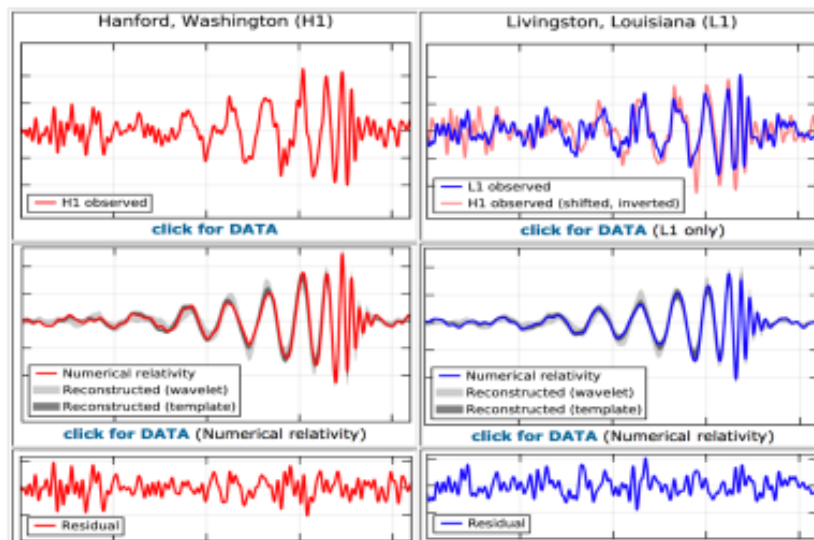 Hanford, Washington (H1)
Livingston, Louisiana (L1)
H1 observed
L1 observed
H1 observed (shifted, inverted)
click for DATA
click for DATA (L1 only)
Numerical relativity
Reconstructed (wavelet)
Reconstructed (template)
Numerical relativity
Reconstructed (wavelet)
Reconstructed (template)
click for DATA (Numerical relativity)
click for DATA (Numerical relativity)
Residual
Residual